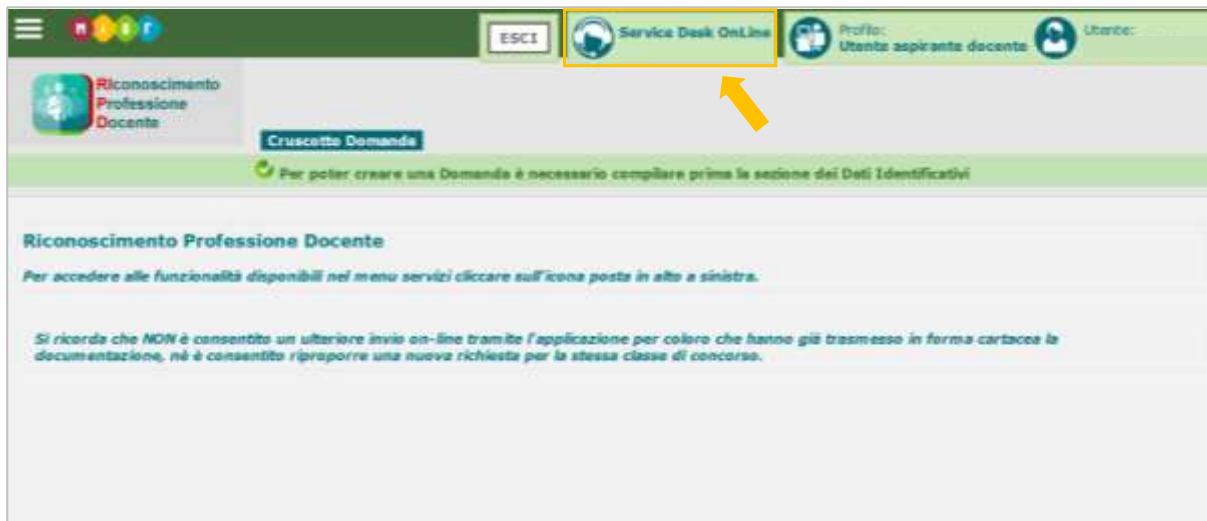 miur
ESCI
Service Desk OnLine
Profilo:
Utente aspirante docente
Utente:
RIconoscimento
Professione
Docente
Cruscotto Domande
Per poter creare una Domanda è necessario compilare prima la sezione dei Dati Identificativi
Riconoscimento Professione Docente
Per accedere alle funzionalità disponibili nel menu servizi cliccare sull'icona posta in alto a sinistra.
Si ricorda che NON è consentito un ulteriore invio on-line tramite l'applicazione per coloro che hanno già trasmesso in forma cartacea la
documentazione, nè è consentito riproporre una nuova richiesta per la stessa classe di concorso.